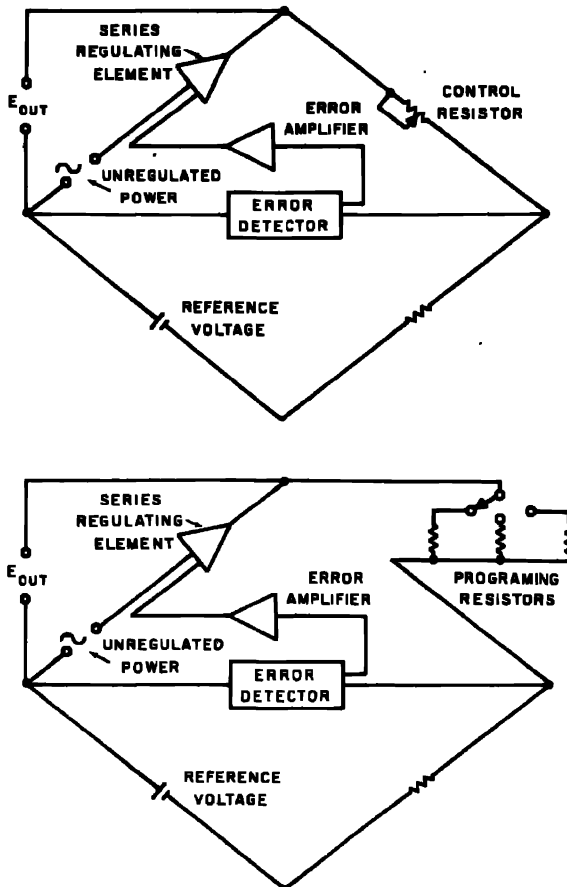 SERIES
REGULATING
ELEMENT
CONTROL
RESISTOR
E OUT
ERROR
AMPLIFIER
UNREGULATED
POWER
ERROR
DETECTOR
REFERENCE
VOLTAGE
SERIES
REGULATING
ELEMENT
E OUT
ERROR
AMPLIFIER
PROGRAMING
RESISTORS
UNREGULATED
POWER
ERROR
DETECTOR
REFERENCE
VOLTAGE